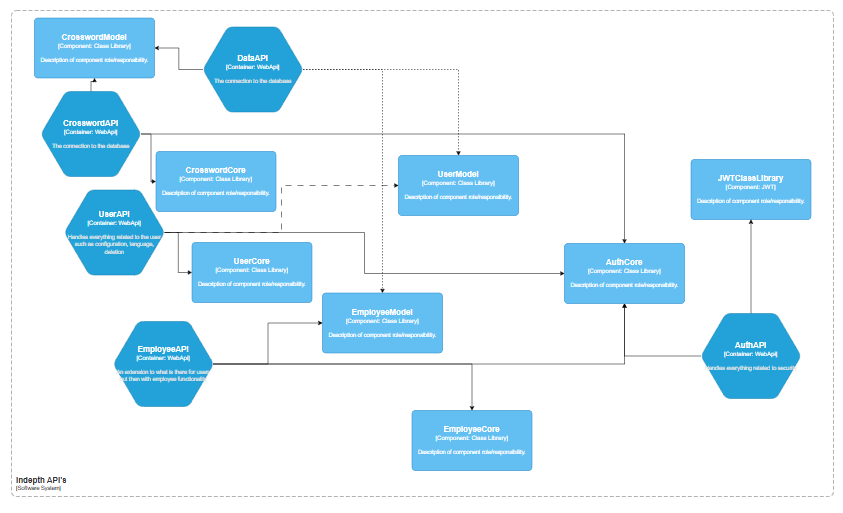 CrosswordModel
[Component: Class Library]
Description of component role/responsibility.
DataAPI
[Container: WebApi]
The connection to the database
CrosswordAPI
[Container: WebApi]
The connection to the database
CrosswordCore
[Component: Class Library]
Description of component role/responsibility.
UserModel
[Component: Class Library]
Description of component role/responsibility.
JWTClassLibrary
[Component: JWT]
Description of component role/responsibility.
UserAPI
[Container: WebApi]
Handles everything related to the user
such as configuration, language,
deletion
UserCore
[Component: Class Library]
Description of component role/responsibility.
AuthCore
[Component: Class Library]
Description of component role/responsibility.
EmployeeModel
[Component: Class Library]
Description of component role/responsibility.
EmployeeAPI
[Container: WebApi]
An extension to what is there for users
but then with employee functionality
AuthAPI
[Container: WebApi]
Handles everything related to security
EmployeeCore
[Component: Class Library]
Description of component role/responsibility.
Indepth API's
[Software System]